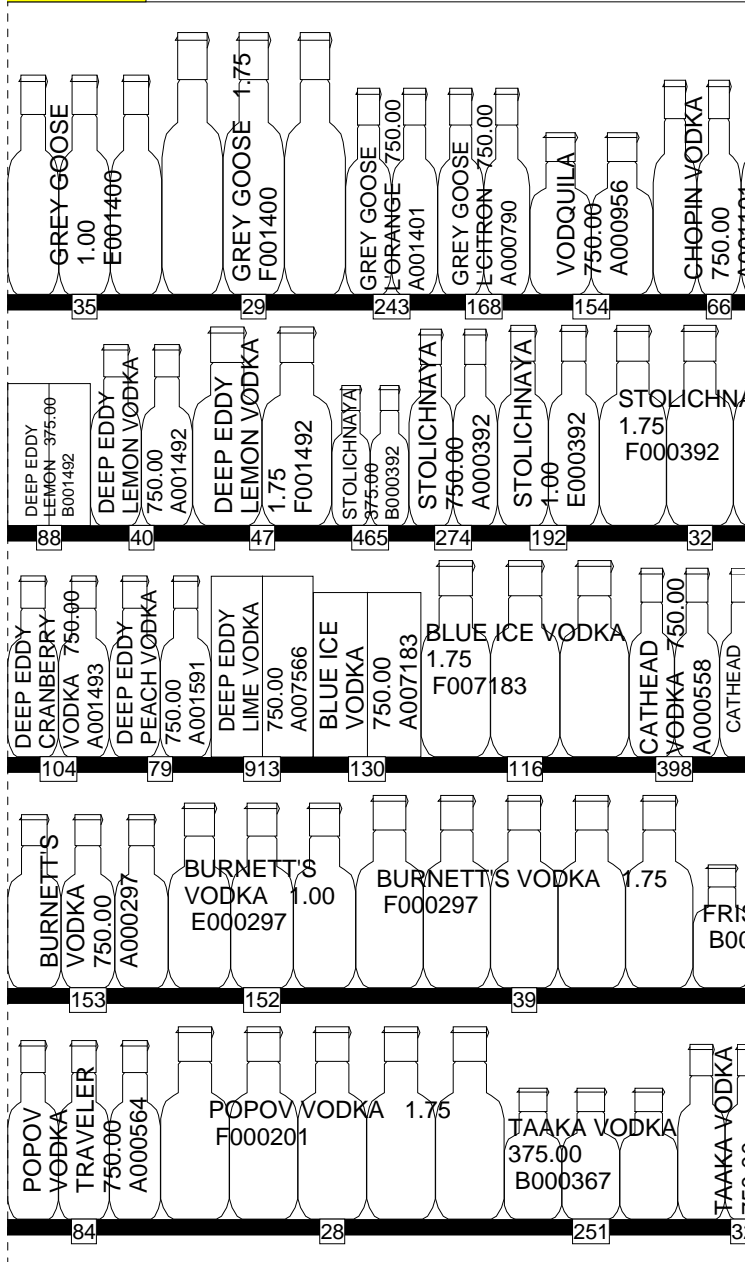 GREY GOOSE
1.00
E001400
GREY GOOSE 1.75
F001400
GREY GOOSE
L'ORANGE 750.00
A001401
GREY GOOSE
L'CITRON 750.00
A000790
VODQUILA
750.00
A000956
CHOPIN VODKA
750.00
35
29
243
168
154
66
DEEP EDDY
LEMON 375.00
B001492
DEEP EDDY
LEMON VODKA
750.00
A001492
DEEP EDDY
LEMON VODKA
1.75
F001492
STOLICHNAYA
375.00
B000392
STOLICHNAYA
750.00
A000392
STOLICHNAYA
1.00
E000392
STOLICHNA
1.75
F000392
88
40
47
465
274
192
32
DEEP EDDY
CRANBERRY
VODKA 750.00
A001493
DEEP EDDY
PEACH VODKA
750.00
A001591
DEEP EDDY
LIME VODKA
750.00
A007566
BLUE ICE
VODKA
750.00
A007183
BLUE ICE VODKA
1.75
F007183
CATHEAD
VODKA 750.00
A000558
CATHEAD
104
79
913
130
116
398
BURNETT'S
VODKA
750.00
A000297
BURNETT'S
VODKA 1.00
E000297
BURNETT'S VODKA 1.75
F000297
FRIS
B00
153
152
39
POPOV
VODKA
TRAVELER
750.00
A000564
POPOV VODKA 1.75
F000201
TAAKA VODKA
375.00
B000367
TAAKA VODKA
84
28
251